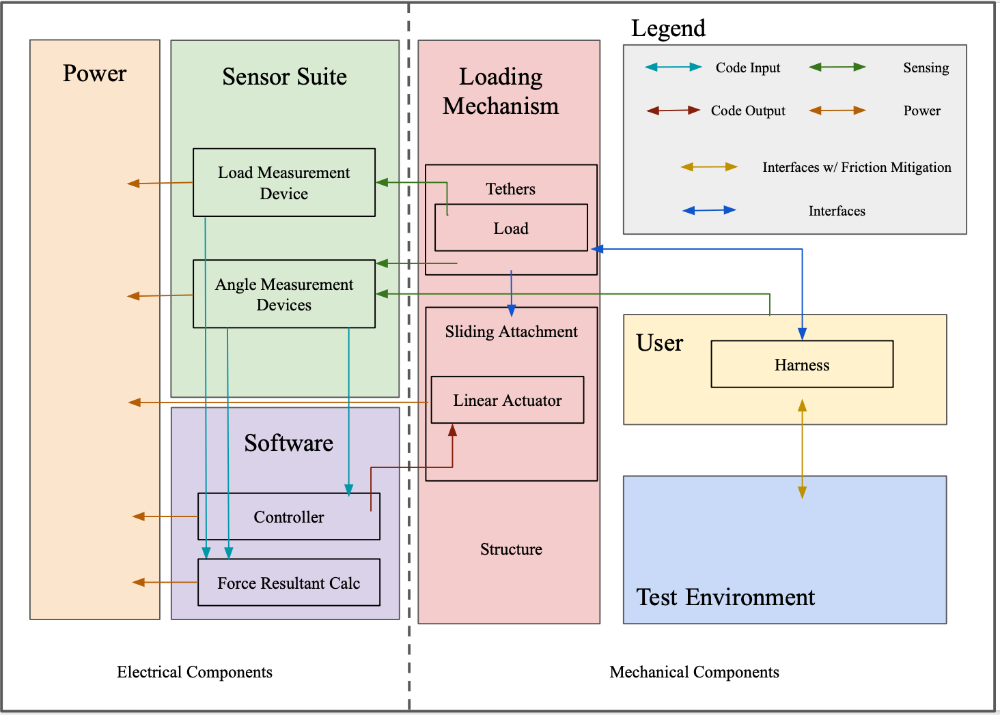 Legend
Code Input
Sensing
Code Output
Power
Interfaces w/ Friction Mitigation
Interfaces
Power
Sensor Suite
Load Measurement
Device
Angle Measurement
Devices
Software
Controller
Force Resultant Calc
Loading
Mechanism
Tethers
Load
Sliding Attachment
Linear Actuator
Structure
User
Harness
Test Environment
Electrical Components
Mechanical Components